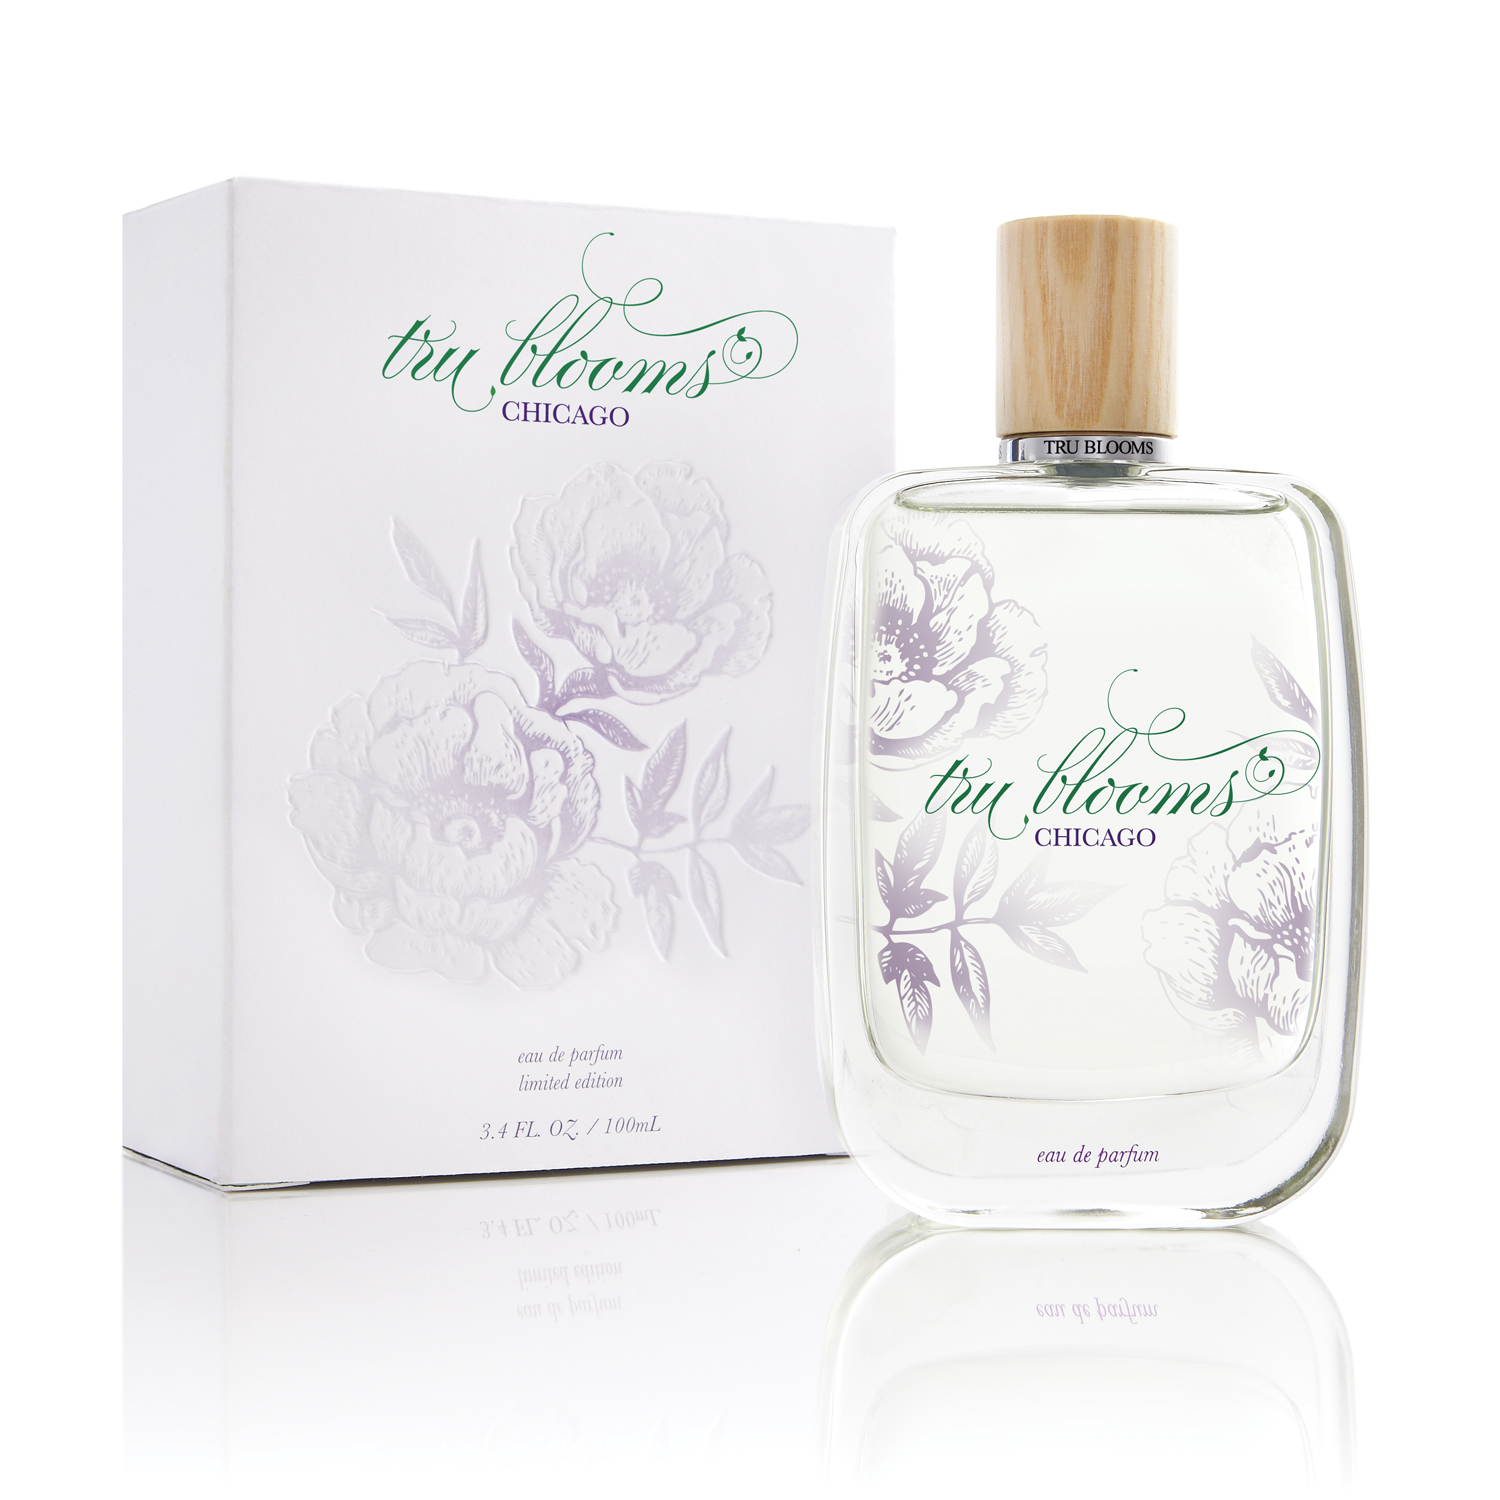 tru blooms
CHICAGO
eau de parfum
limited edition
3.4 FL. OZ. / 100mL
TRU BLOOMS
tru blooms
CHICAGO
eau de parfum